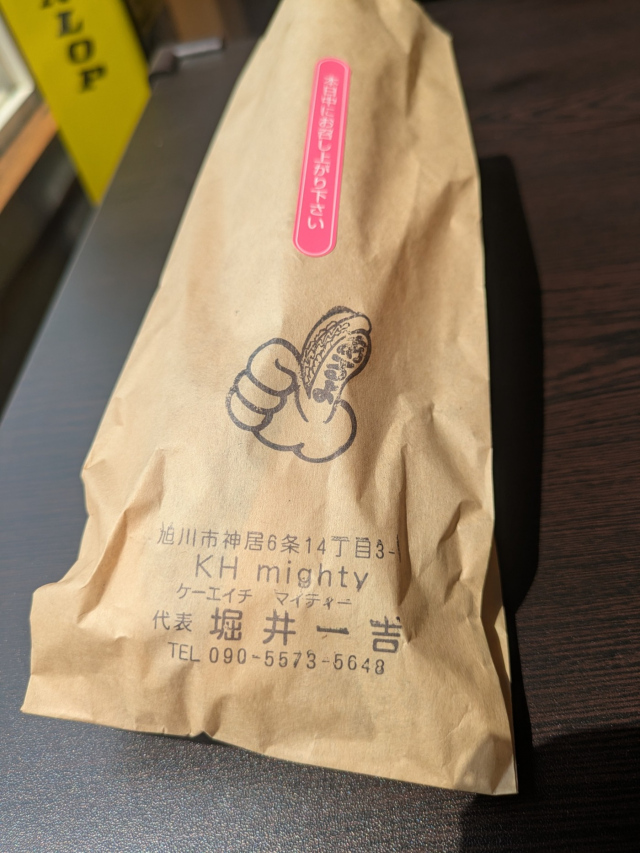 本日中にお召し上がり下さい
旭川市神居6条14丁目3-
KH mighty
ケーエイチ マイティー
代表 堀井一吉
TEL 090-5573-5648